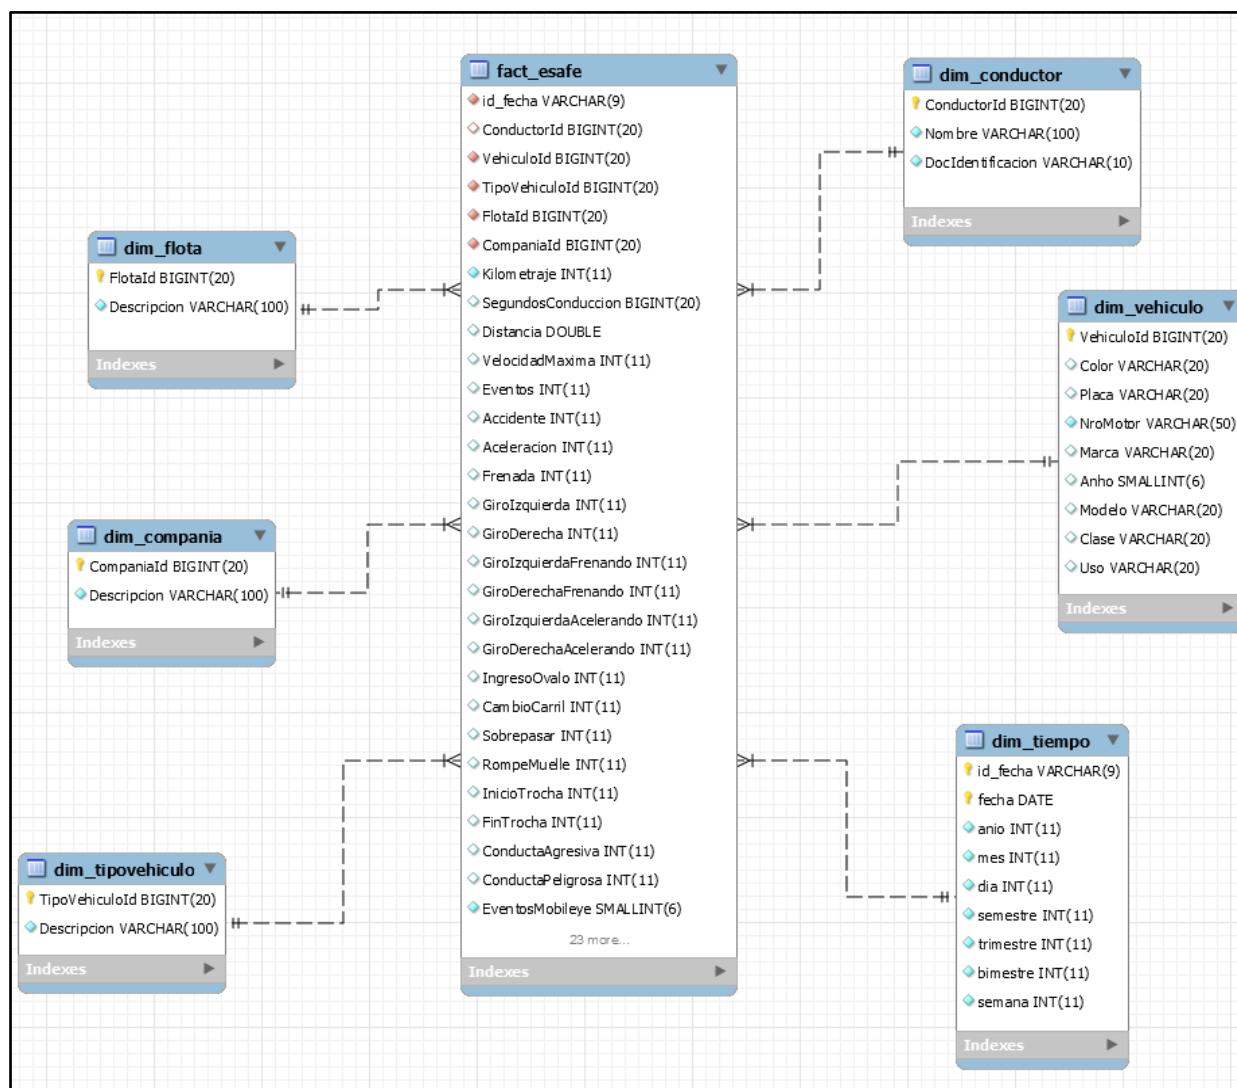 fact_esafe
id_fecha VARCHAR(9)
ConductorId BIGINT(20)
VehiculoId BIGINT(20)
TipoVehiculoId BIGINT(20)
FlotaId BIGINT(20)
CompaniaId BIGINT(20)
Kilometraje INT(11)
SegundosConduccion BIGINT(20)
Distancia DOUBLE
VelocidadMaxima INT(11)
Eventos INT(11)
Accidente INT(11)
Aceleracion INT(11)
Frenada INT(11)
GiroIzquierda INT(11)
GiroDerecha INT(11)
GiroIzquierdaFrenando INT(11)
GiroDerechaFrenando INT(11)
GiroIzquierdaAcelerando INT(11)
GiroDerechaAcelerando INT(11)
IngresoOvalo INT(11)
CambioCarril INT(11)
Sobrepasar INT(11)
RompeMuelle INT(11)
InicioTrocha INT(11)
FinTrocha INT(11)
ConductaAgresiva INT(11)
ConductaPeligrosa INT(11)
EventosMobileye SMALLINT(6)
23 more...
Indexes
dim_conductor
ConductorId BIGINT(20)
Nombre VARCHAR(100)
DocIdentificacion VARCHAR(10)
Indexes
dim_flota
FlotaId BIGINT(20)
Descripcion VARCHAR(100)
Indexes
dim_vehiculo
VehiculoId BIGINT(20)
Color VARCHAR(20)
Placa VARCHAR(20)
NroMotor VARCHAR(50)
Marca VARCHAR(20)
Anho SMALLINT(6)
Modelo VARCHAR(20)
Clase VARCHAR(20)
Uso VARCHAR(20)
Indexes
dim_compania
CompaniaId BIGINT(20)
Descripcion VARCHAR(100)
Indexes
dim_tiempo
id_fecha VARCHAR(9)
fecha DATE
anio INT(11)
mes INT(11)
dia INT(11)
semestre INT(11)
trimestre INT(11)
bimestre INT(11)
semana INT(11)
Indexes
dim_tipovehiculo
TipoVehiculoId BIGINT(20)
Descripcion VARCHAR(100)
Indexes